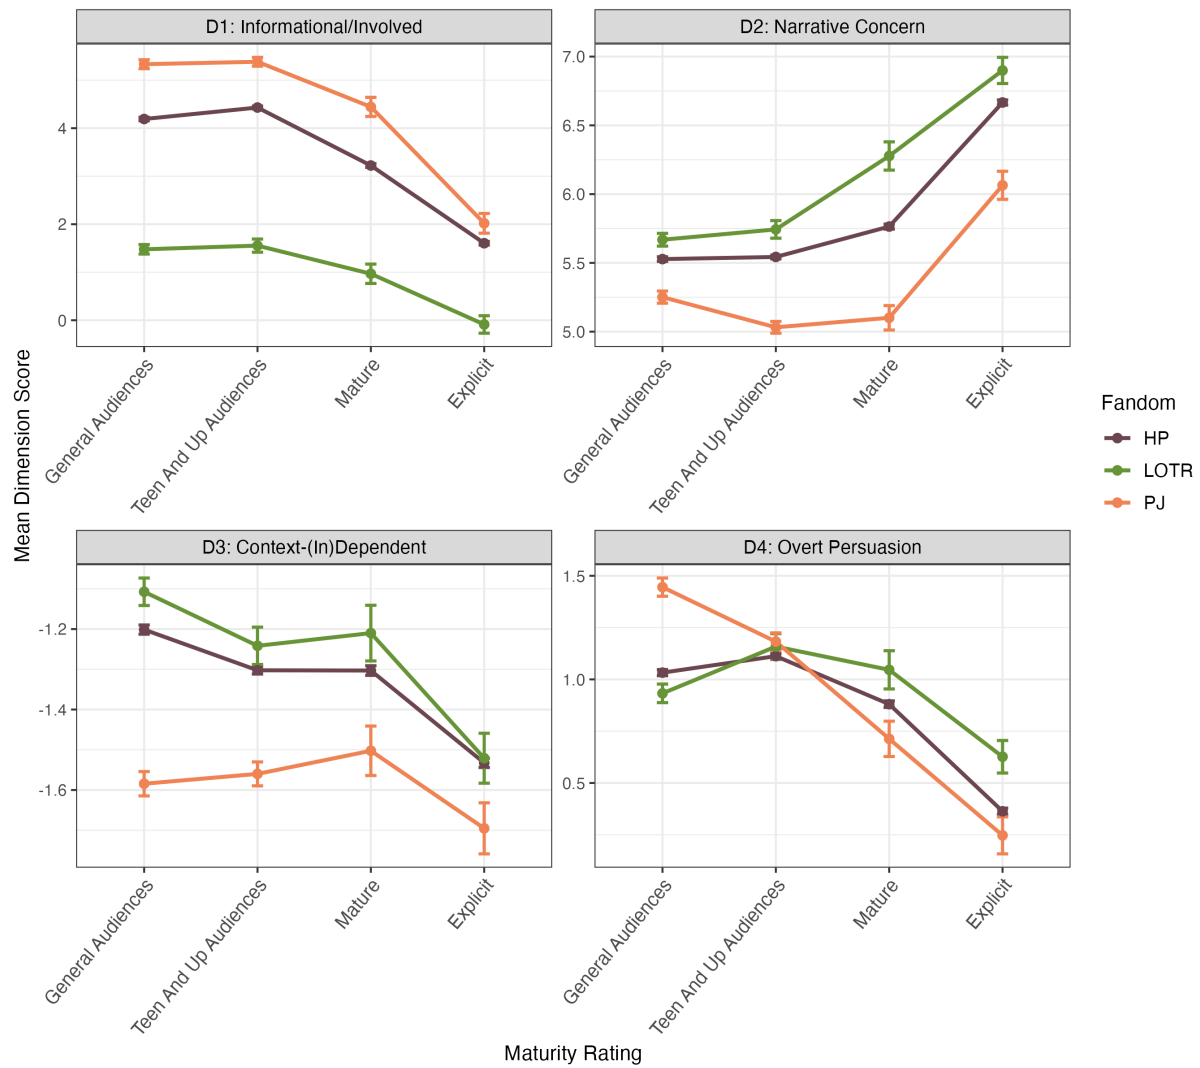 D1: Informational/Involved
D2: Narrative Concern
4
2
0
7.0
6.5
6.0
5.5
5.0
General Audiences
Teen And Up Audiences
Mature
Explicit
General Audiences
Teen And Up Audiences
Mature
Explicit
Mean Dimension Score
Fandom
HP
LOTR
PJ
D3: Context-(In)Dependent
D4: Overt Persuasion
-1.2
-1.4
-1.6
1.5
1.0
0.5
General Audiences
Teen And Up Audiences
Mature
Explicit
General Audiences
Teen And Up Audiences
Mature
Explicit
Maturity Rating